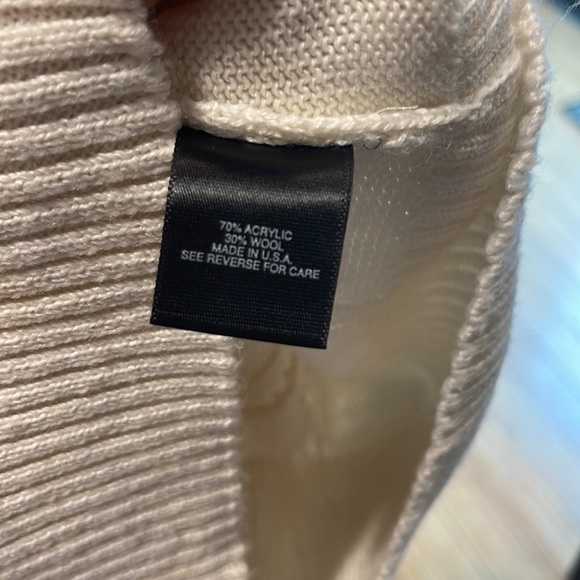 70% ACRYLIC
30% WOOL
MADE IN U.S.A.
SEE REVERSE FOR CARE